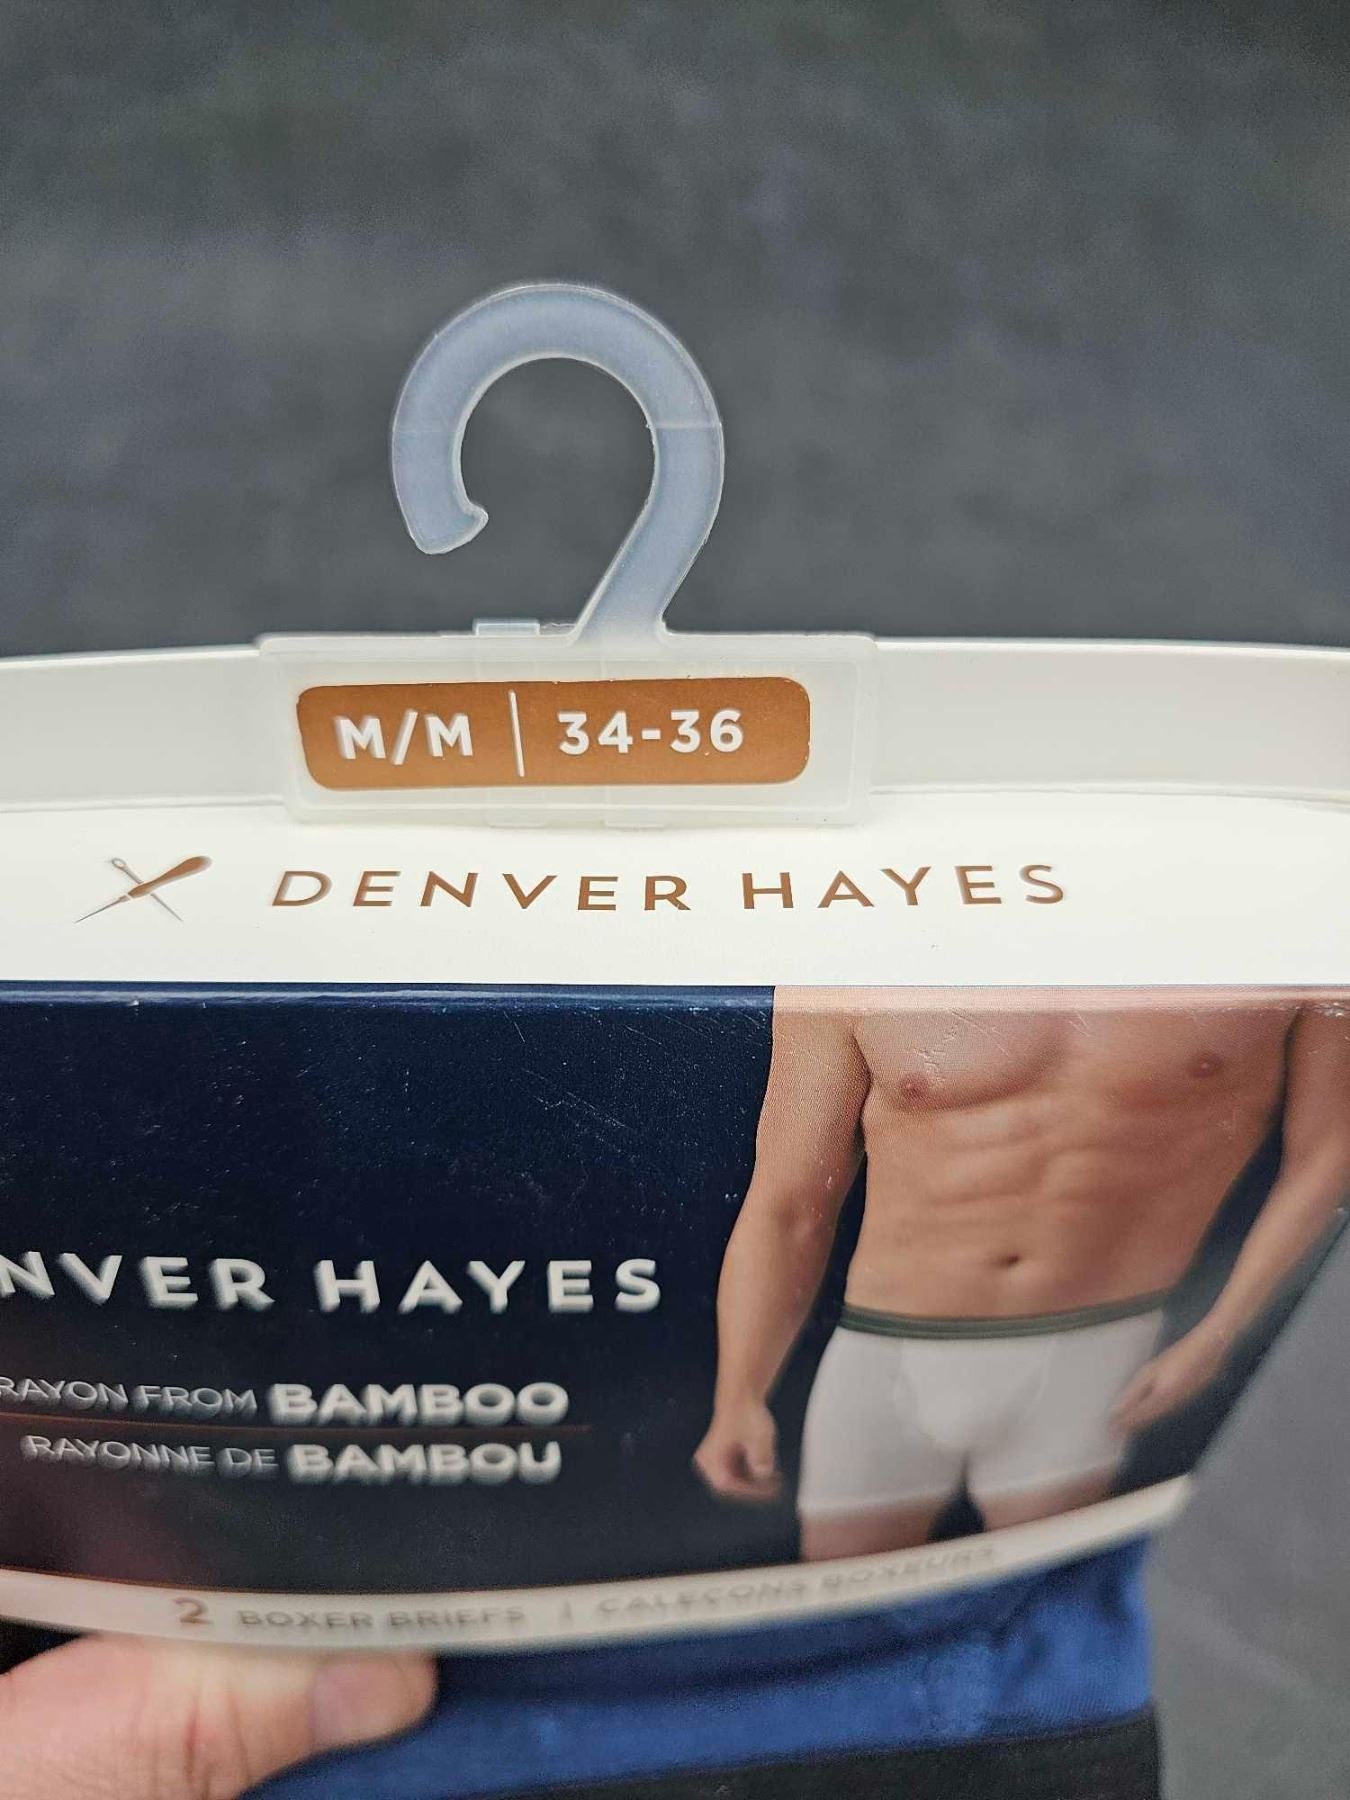 M/M | 34-36
DENVER HAYES
NVER HAYES
RAYON FROM BAMBOO
RAYONNE DE BAMBOU
2 BOXER BRIEFS | CALEÇONS BOXEURS